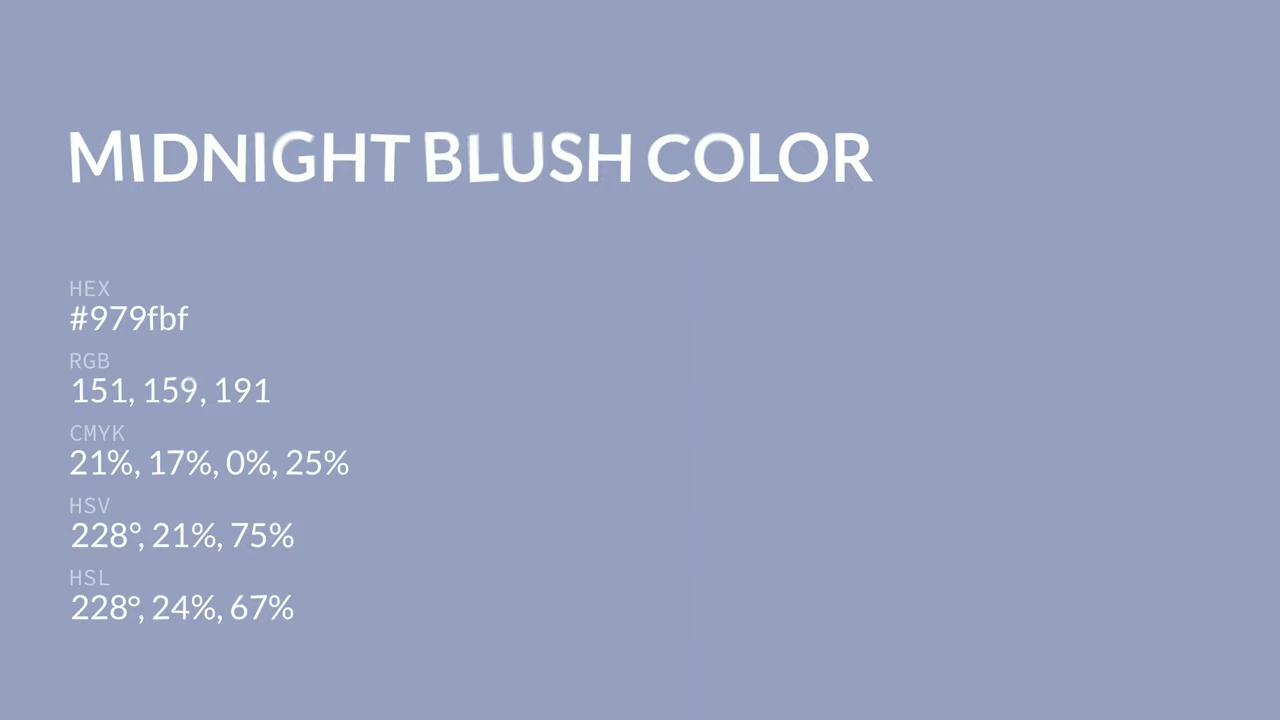 MIDNIGHT BLUSH COLOR
HEX
#979fbf
RGB
151, 159, 191
CMYK
21%, 17%, 0%, 25%
HSV
228°, 21%, 75%
HSL
228°, 24%, 67%